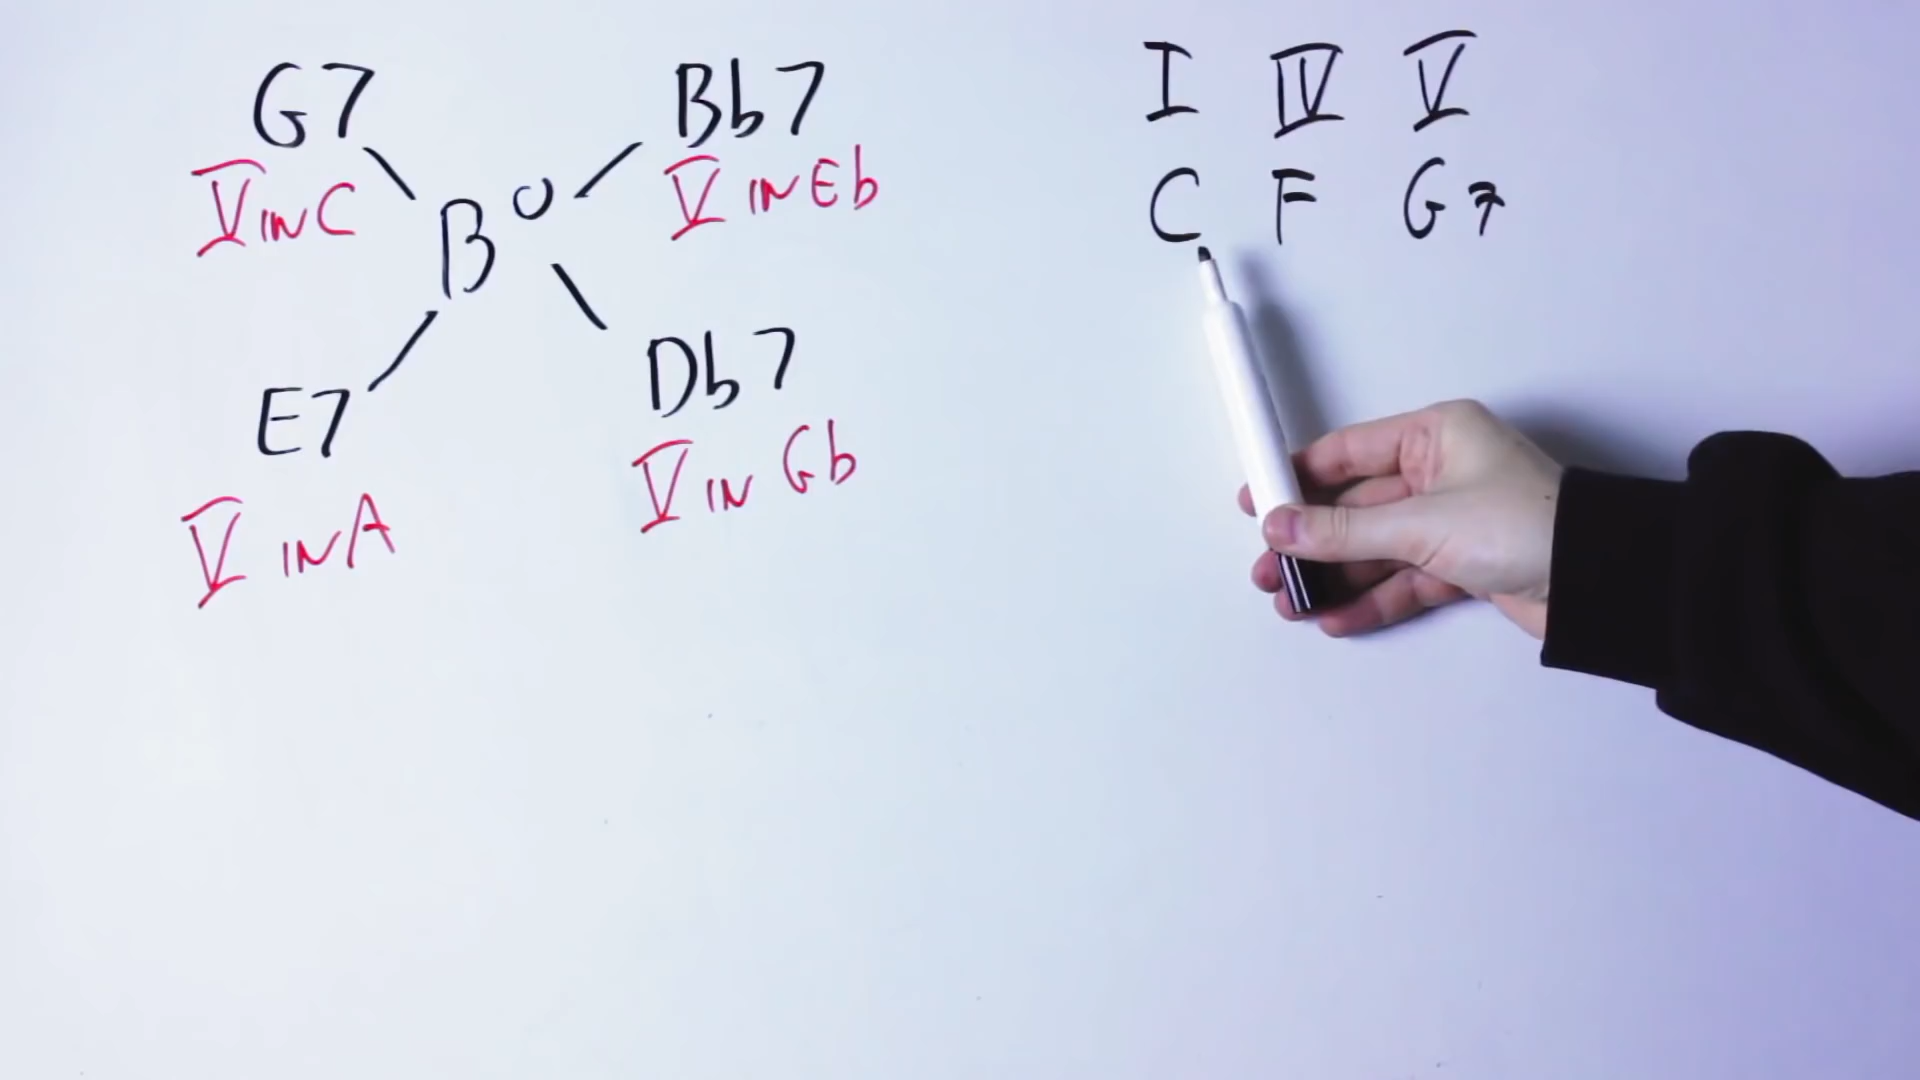 G7
V IN C
Bb7
V IN Eb
B°
E7
V IN A
Db7
V IN Gb
I IV V
C F G7